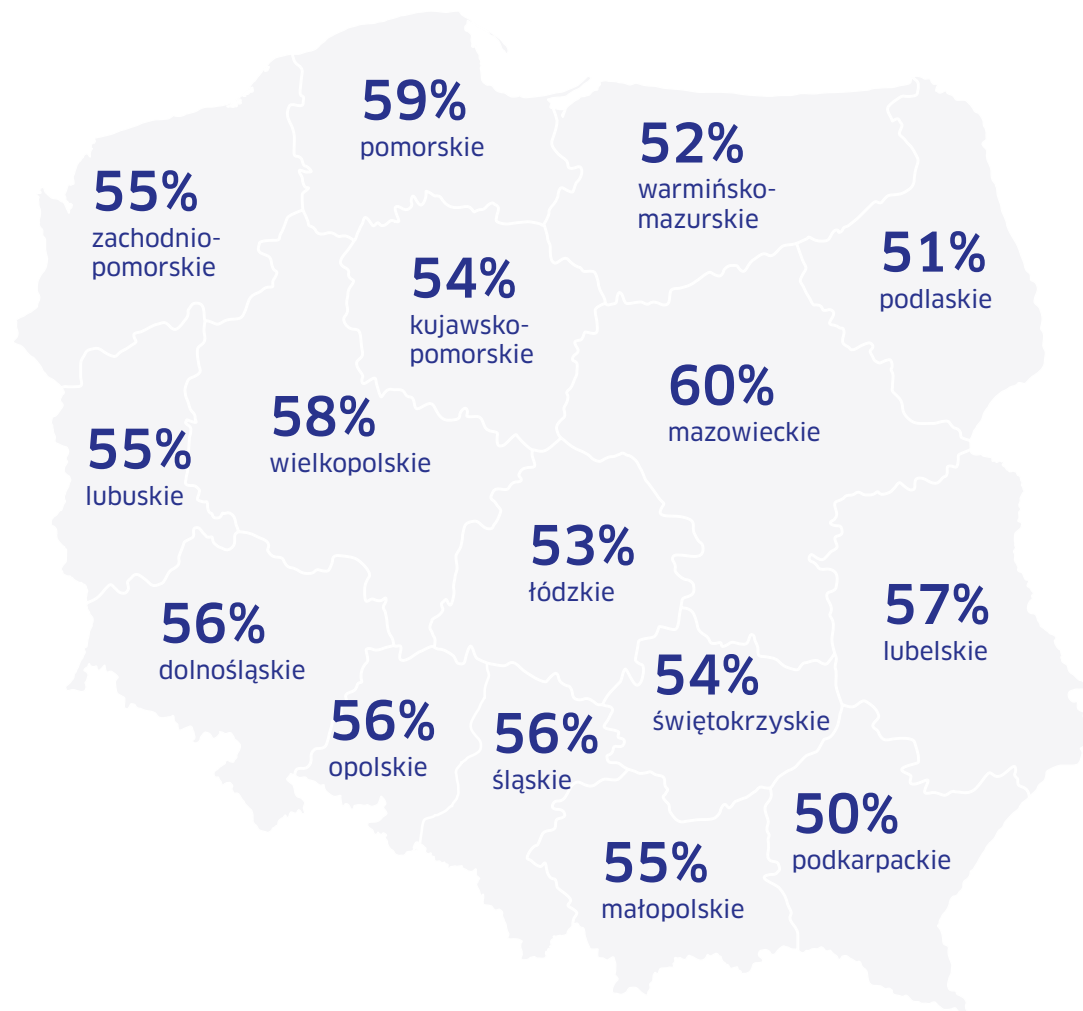 59%
pomorskie
52%
warmińsko-
mazurskie
55%
zachodnio-
pomorskie
51%
podlaskie
54%
kujawsko-
pomorskie
60%
mazowieckie
58%
wielkopolskie
55%
lubuskie
53%
łódzkie
57%
lubelskie
56%
dolnośląskie
54%
świętokrzyskie
56%
opolskie
56%
śląskie
50%
podkarpackie
55%
małopolskie